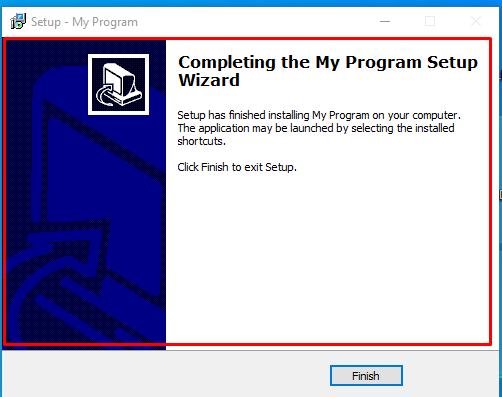 Setup - My Program
Completing the My Program Setup
Wizard
Setup has finished installing My Program on your computer.
The application may be launched by selecting the installed
shortcuts.
Click Finish to exit Setup.
Finish